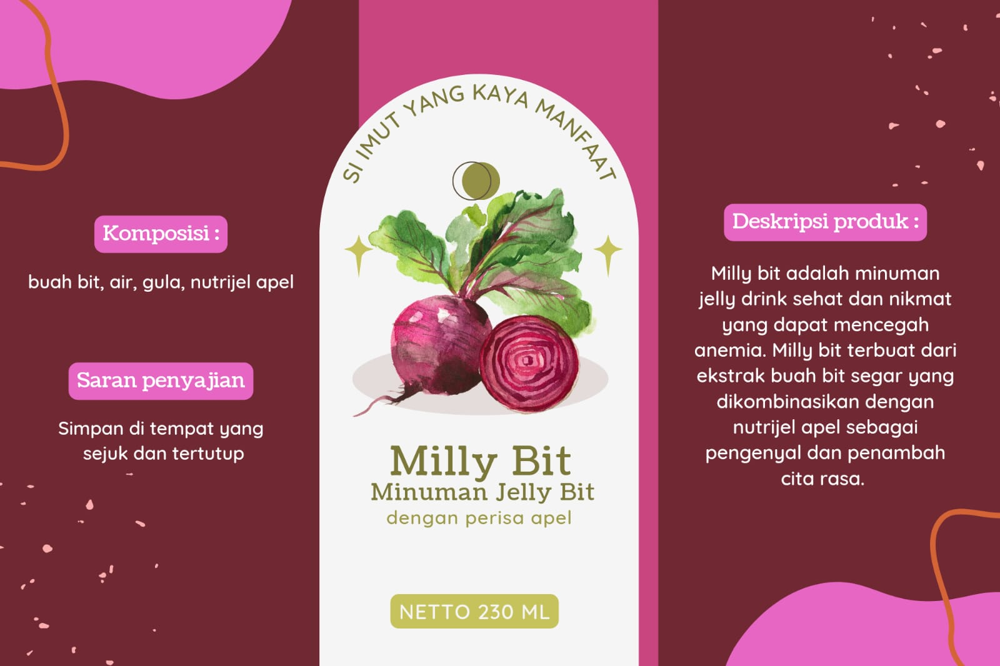 Komposisi :
buah bit, air, gula, nutrijel apel
Saran penyajian
Simpan di tempat yang
sejuk dan tertutup
SI IMUT YANG KAYA MANFAAT
Milly Bit
Minuman Jelly Bit
dengan perisa apel
NETTO 230 ML
Deskripsi produk :
Milly bit adalah minuman
jelly drink sehat dan nikmat
yang dapat mencegah
anemia. Milly bit terbuat dari
ekstrak buah bit segar yang
dikombinasikan dengan
nutrijel apel sebagai
pengenyal dan penambah
cita rasa.